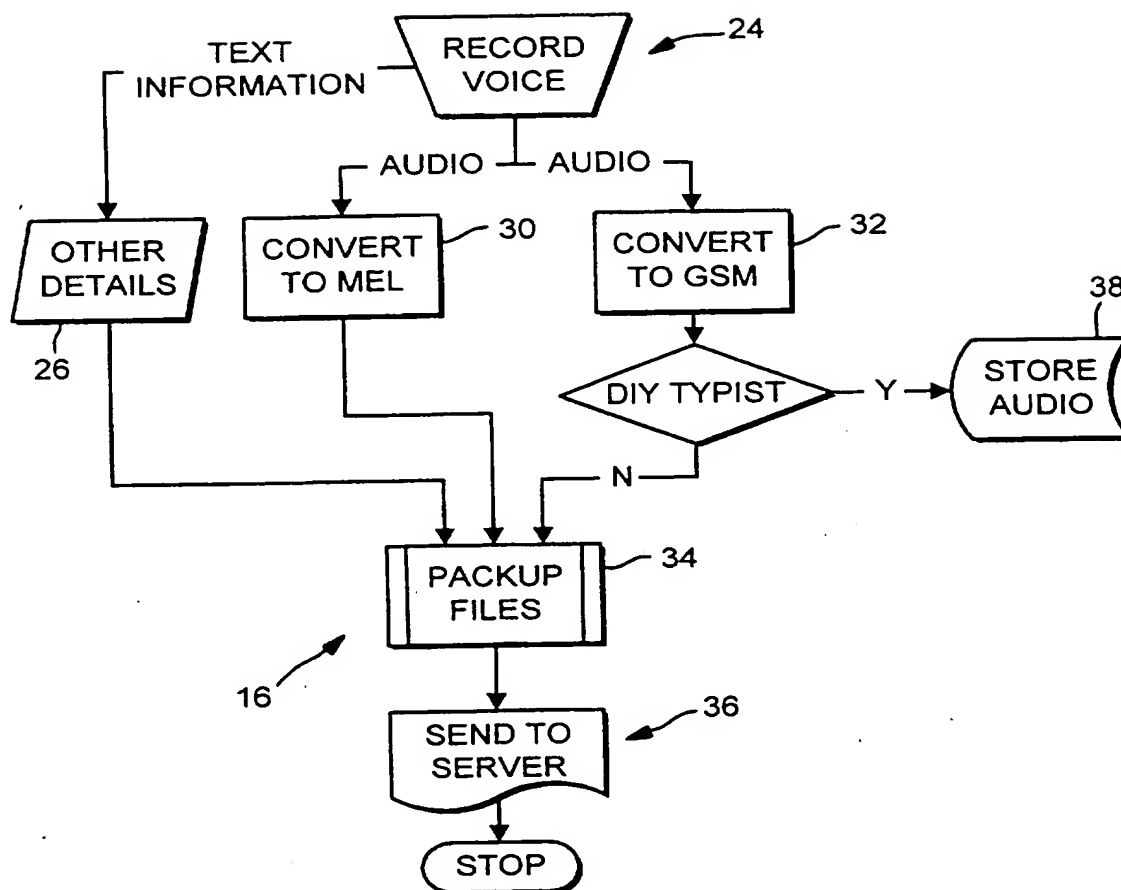 RECORD
VOICE
24
TEXT
INFORMATION
AUDIO
AUDIO
OTHER
DETAILS
26
CONVERT
TO MEL
30
CONVERT
TO GSM
32
DIY TYPIST
Y
STORE
AUDIO
38
N
PACKUP
FILES
34
16
SEND TO
SERVER
36
STOP